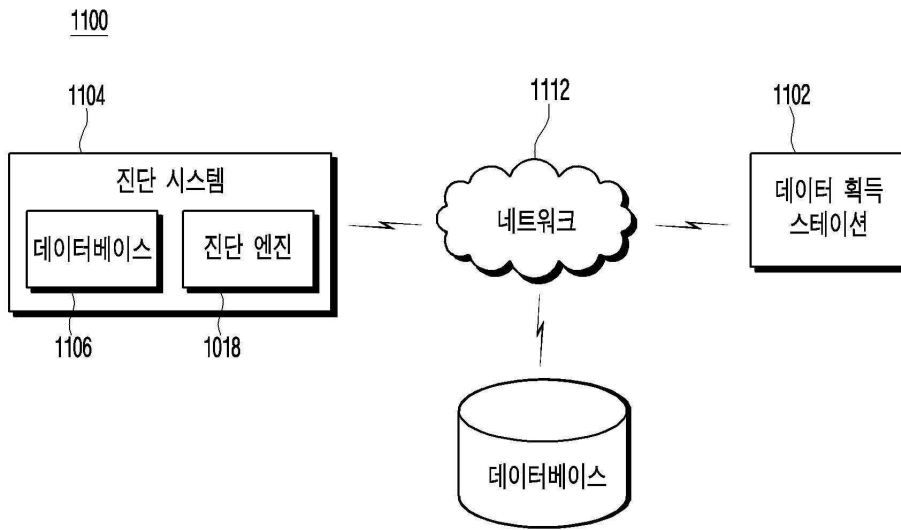 1100
1104
1112
1102
진단 시스템
데이터베이스
진단 엔진
네트워크
데이터 획득
스테이션
1106
1018
데이터베이스